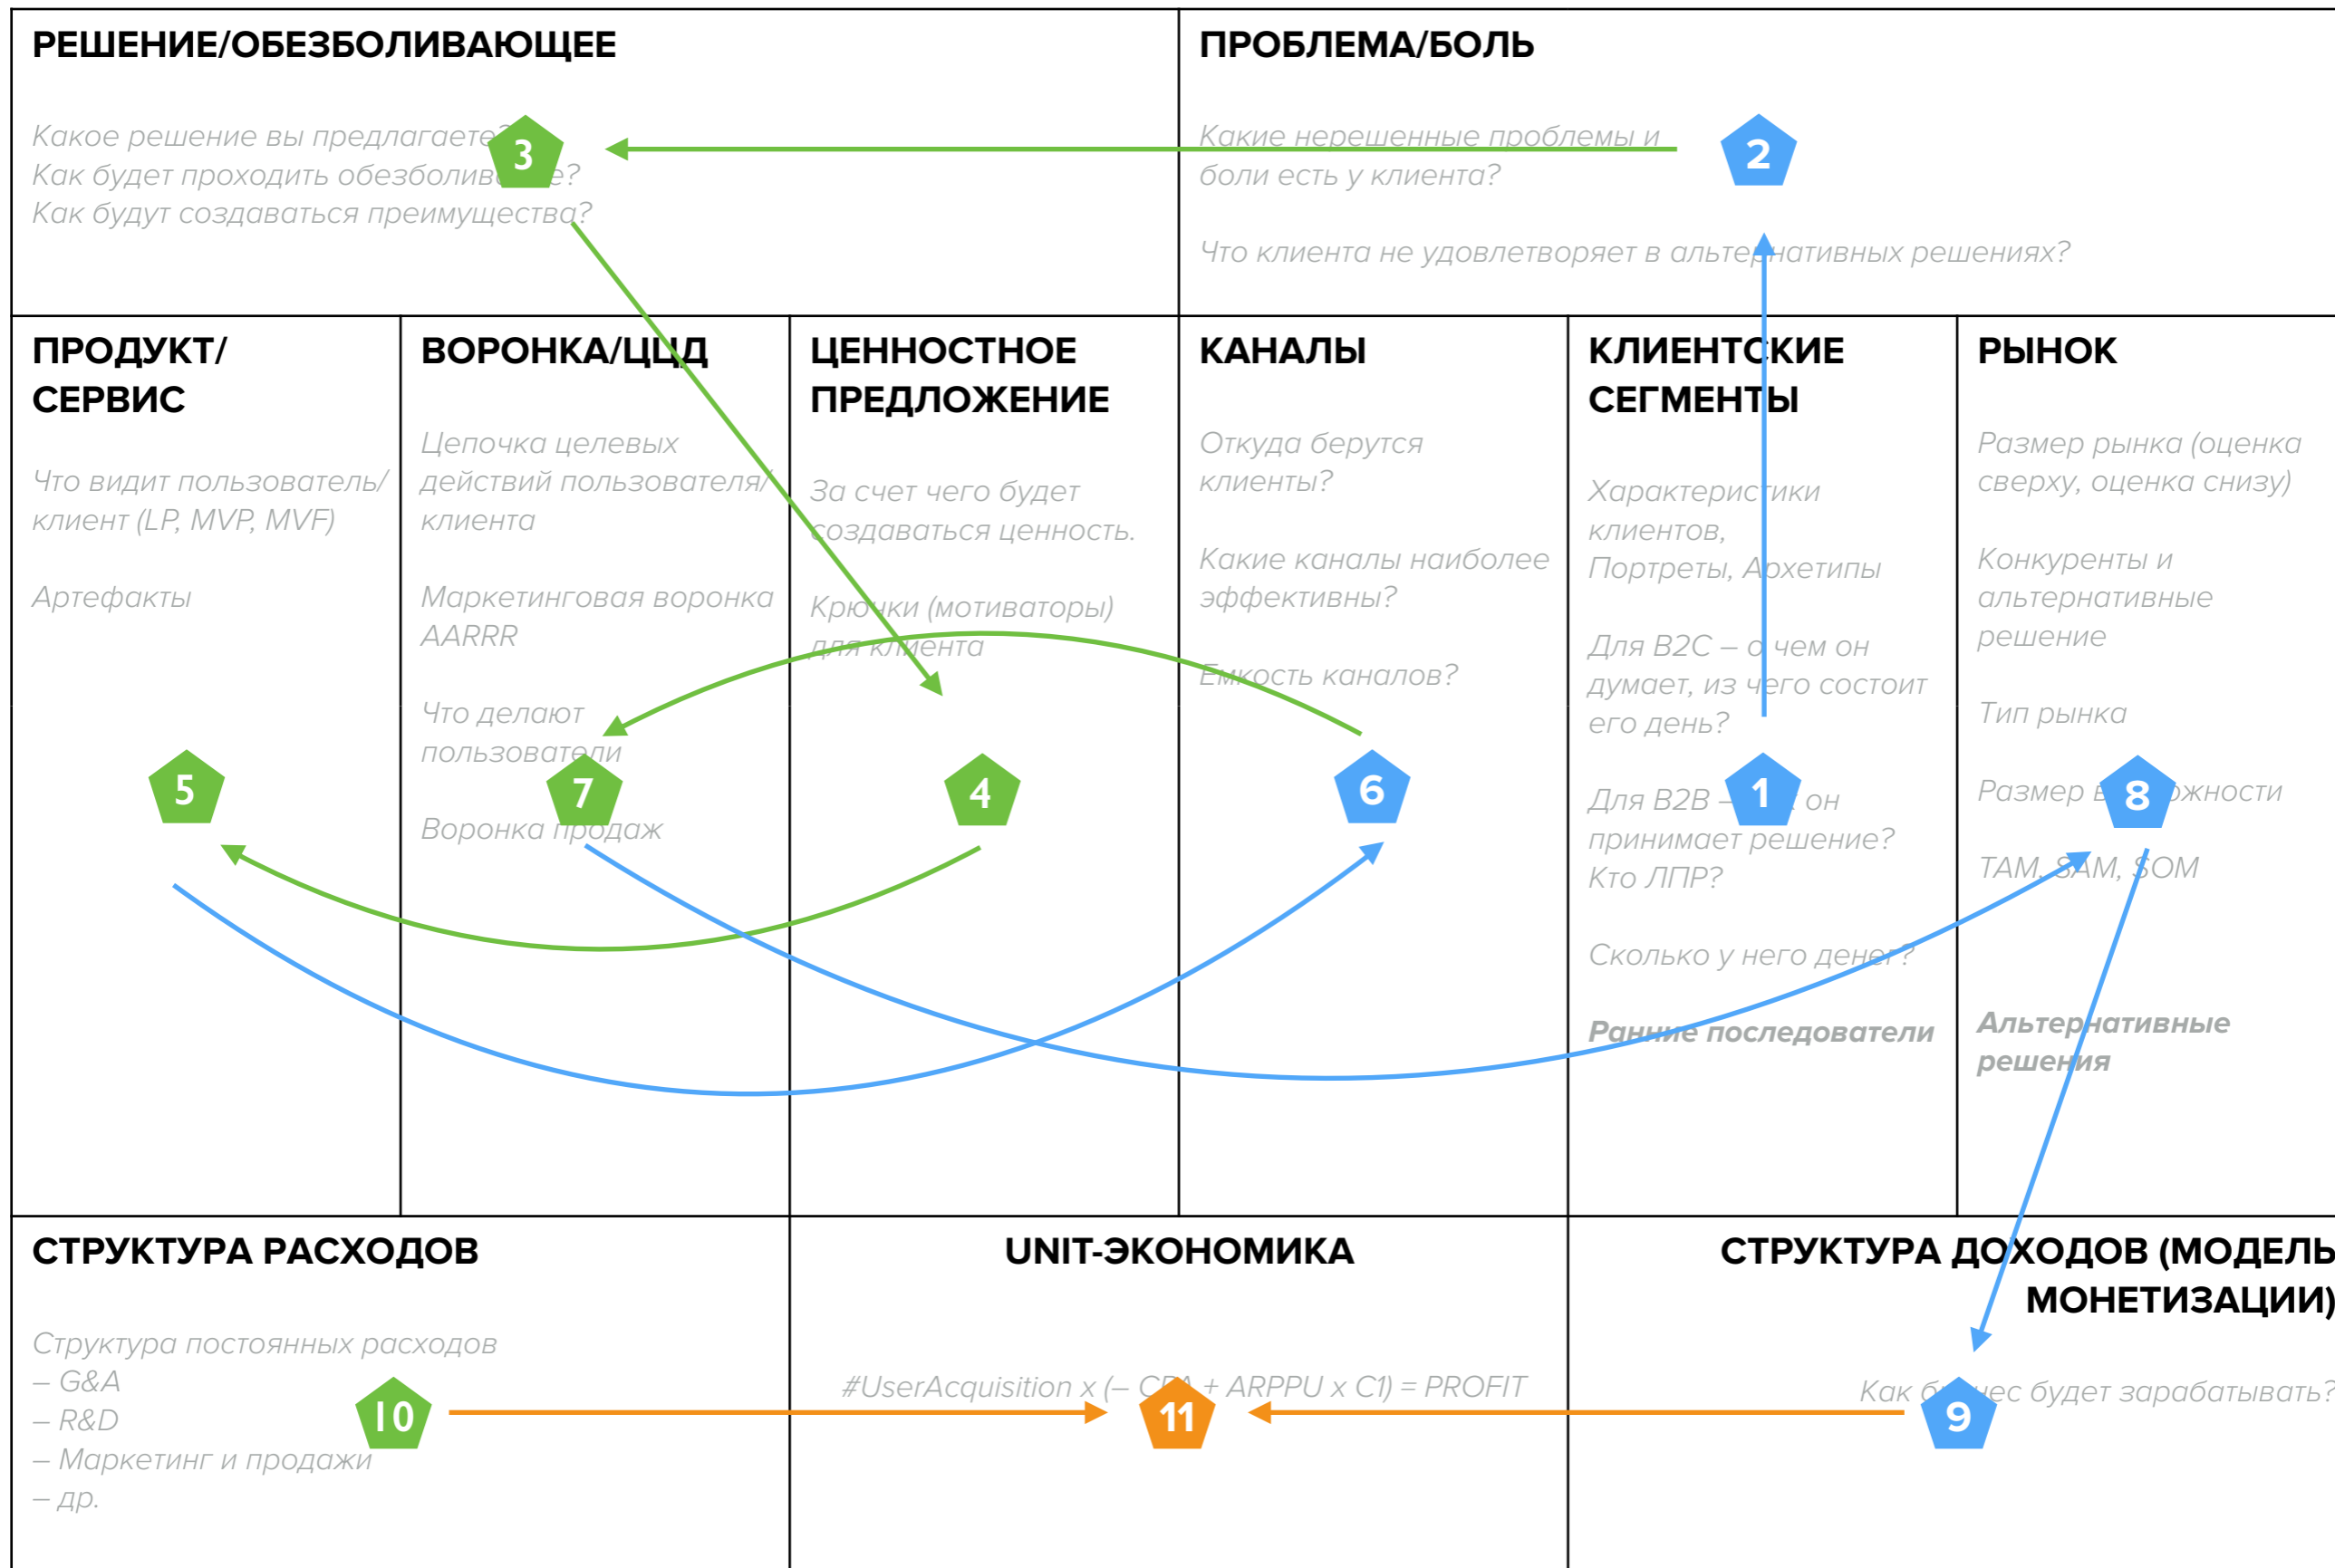 РЕШЕНИЕ/ОБЕЗБОЛИВАЮЩЕЕ
Какое решение вы предлагаете?
Как будет проходить
Как будут создаваться преимущества?
3
ПРОБЛЕМА/БОЛЬ
Какие нерешенные проблемы и
боли есть у клиента?
Что клиента не удовлетворяет в альтернативных решениях?
2
ПРОДУКТ/
СЕРВИС
Что видит пользователь/
клиент (LP, MVP, MVF)
Артефакты
5
ВОРОНКА/ЦЦД
Цепочка целевых
действий пользователя/
клиента
Маркетинговая воронка
AARRR
Что делают
пользователи
7
Воронка продаж
ЦЕННОСТНОЕ
ПРЕДЛОЖЕНИЕ
За счет чего будет
создаваться ценность.
Крючки (мотиваторы)
для клиента
4
КАНАЛЫ
Откуда берутся
клиенты?
Какие каналы наиболее
эффективны?
Емкость каналов?
6
КЛИЕНТСКИЕ
СЕГМЕНТЫ
Характеристики
клиентов,
Портреты, Архетипы
Для B2C – о чем он
думает, из чего состоит
его день?
Для B2B – он
1
принимает решение?
Кто ЛПР?
Сколько у него денег?
Ранние последователи
РЫНОК
Размер рынка (оценка
сверху, оценка снизу)
Конкуренты и
альтернативные
решение
Тип рынка
Размер
8
TAM, SAM, SOM
Альтернативные
решения
СТРУКТУРА РАСХОДОВ
Структура постоянных расходов
– G&A
– R&D
– Маркетинг и продажи
– др.
10
UNIT-ЭКОНОМИКА
#UserAcquisition x (– CPA + ARPPU x C1) = PROFIT
11
СТРУКТУРА ДОХОДОВ (МОДЕЛЬ
МОНЕТИЗАЦИИ)
Как бизнес будет зарабатывать?
9